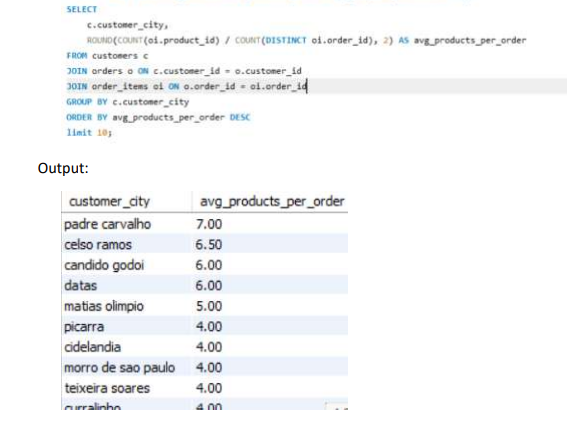 SELECT
c.customer_city,
ROUND(COUNT(oi.product_id) / COUNT(DISTINCT oi.order_id), 2) AS avg_products_per_order
FROM customers c
JOIN orders o ON c.customer_id = o.customer_id
JOIN order_items oi ON o.order_id = oi.order_id
GROUP BY c.customer_city
ORDER BY avg_products_per_order DESC
limit 10;
Output:
customer_city avg_products_per_order
padre carvalho 7.00
celso ramos 6.50
candido godoi 6.00
datas 6.00
matias olimpio 5.00
picarra 4.00
cidelandia 4.00
morro de sao paulo 4.00
teixeira soares 4.00
curralinho 4.00